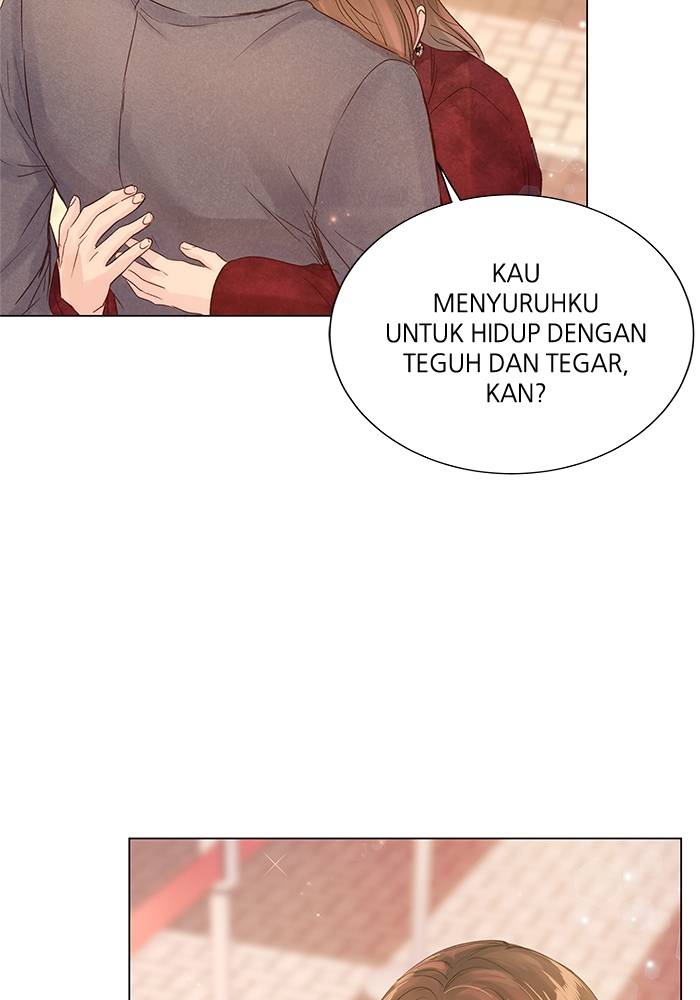 KAU
MENYURUHKU
UNTUK HIDUP DENGAN
TEGUH DAN TEGAR,
KAN?